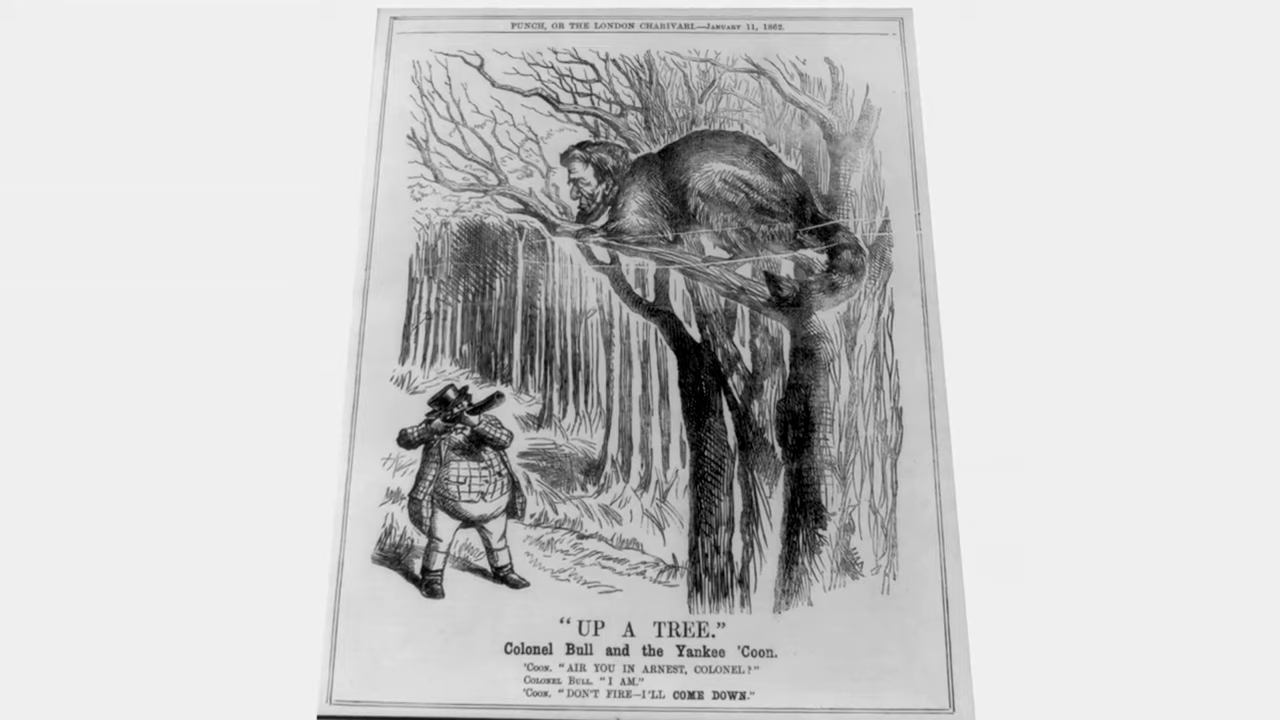 PUNCH, OR THE LONDON CHARIVARI.—JANUARY 11, 1862.
"UP A TREE."
Colonel Bull and the Yankee 'Coon.
'COON. "AIR YOU IN ARNEST, COLONEL?"
COLONEL BULL. "I AM."
'COON. "DON'T FIRE—I'LL COME DOWN."